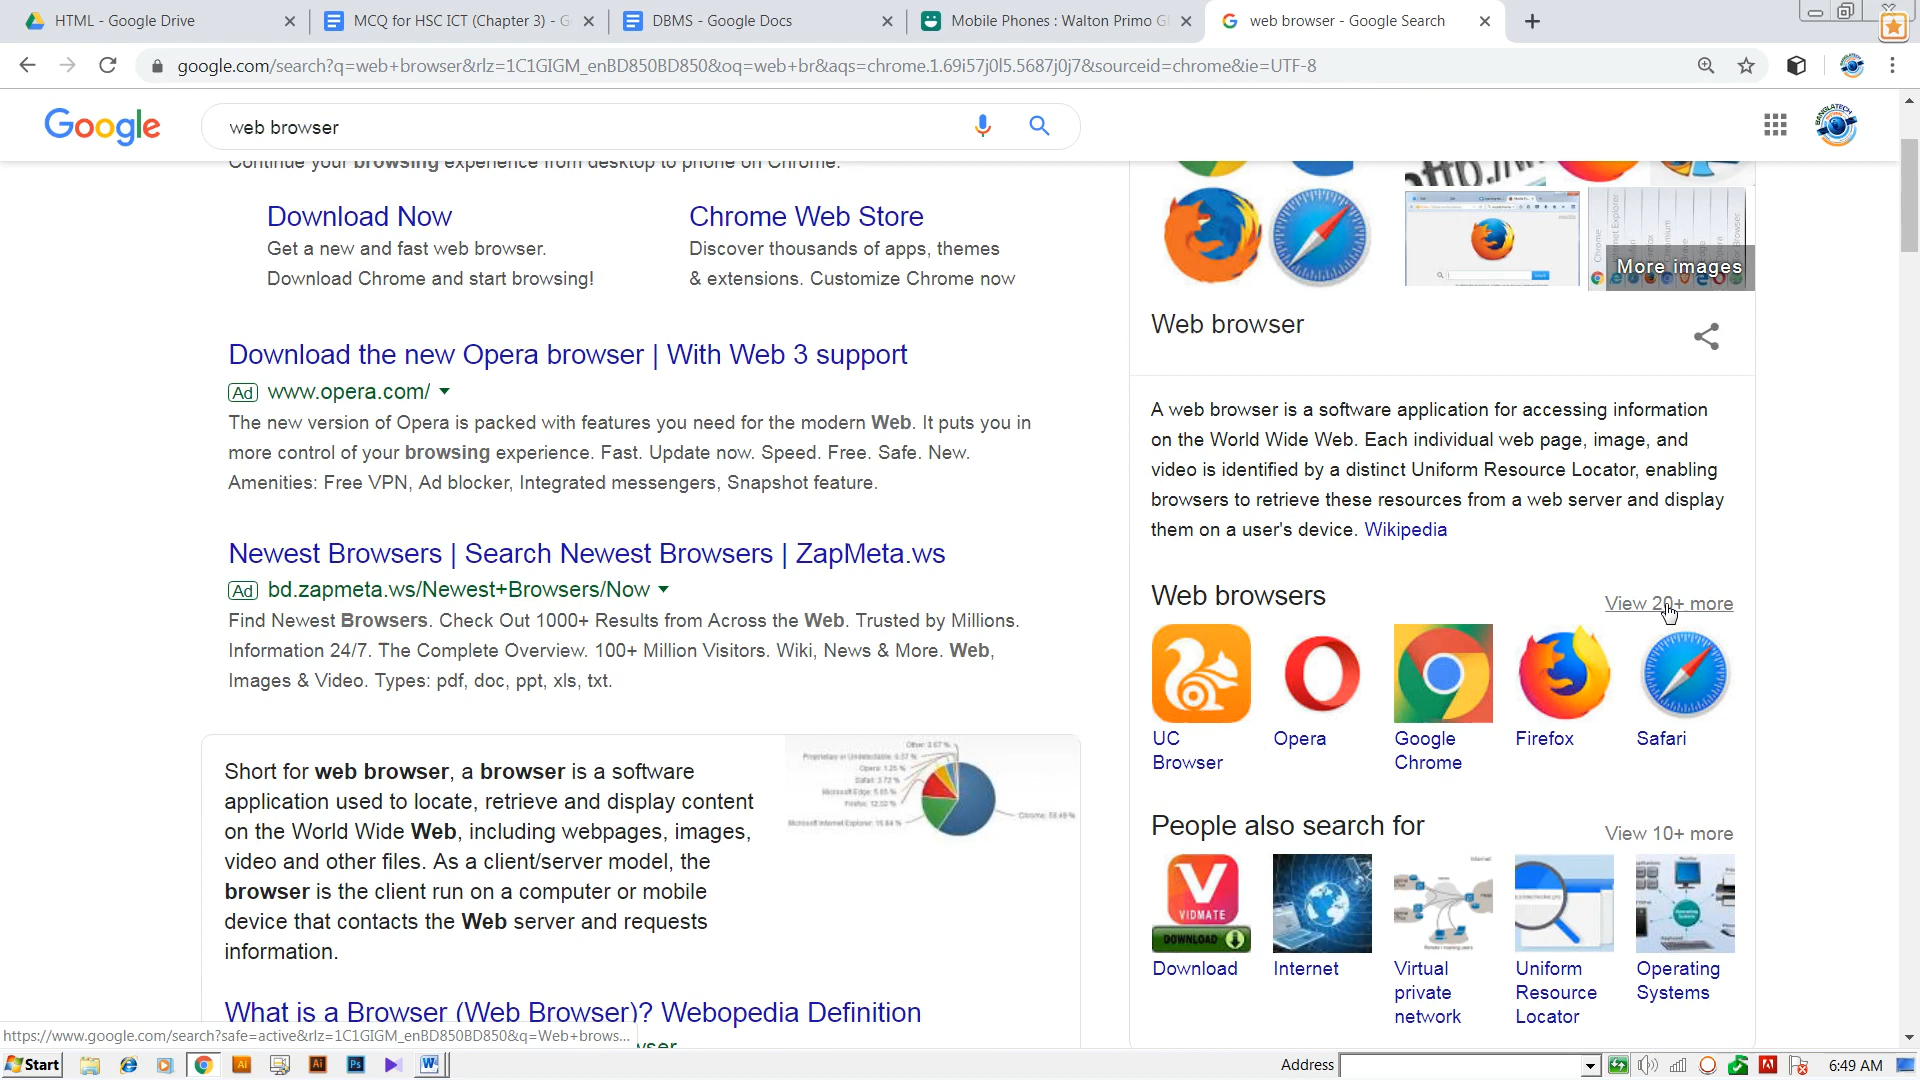 HTML - Google Drive
MCQ for HSC ICT (Chapter 3) - G
DBMS - Google Docs
Mobile Phones : Walton Primo G
web browser - Google Search
google.com/search?q=web+browser&rlz=1C1GIGM_enBD850BD850&oq=web+br&aqs=chrome.1.69i57j0l5.5687j0j7&sourceid=chrome&ie=UTF-8
Google
web browser
BANGLATECH
Continue your browsing experience from desktop to phone on Chrome.
Download Now
Get a new and fast web browser.
Download Chrome and start browsing!
Chrome Web Store
Discover thousands of apps, themes
& extensions. Customize Chrome now
Download the new Opera browser | With Web 3 support
Ad www.opera.com/
The new version of Opera is packed with features you need for the modern Web. It puts you in
more control of your browsing experience. Fast. Update now. Speed. Free. Safe. New.
Amenities: Free VPN, Ad blocker, Integrated messengers, Snapshot feature.
Newest Browsers | Search Newest Browsers | ZapMeta.ws
Ad bd.zapmeta.ws/Newest+Browsers/Now
Find Newest Browsers. Check Out 1000+ Results from Across the Web. Trusted by Millions.
Information 24/7. The Complete Overview. 100+ Million Visitors. Wiki, News & More. Web,
Images & Video. Types: pdf, doc, ppt, xls, txt.
Short for web browser, a browser is a software
application used to locate, retrieve and display content
on the World Wide Web, including webpages, images,
video and other files. As a client/server model, the
browser is the client run on a computer or mobile
device that contacts the Web server and requests
information.
What is a Browser (Web Browser)? Webopedia Definition
More images
Web browser
A web browser is a software application for accessing information
on the World Wide Web. Each individual web page, image, and
video is identified by a distinct Uniform Resource Locator, enabling
browsers to retrieve these resources from a web server and display
them on a user's device. Wikipedia
Web browsers
View 20+ more
UC Browser
Opera
Google Chrome
Firefox
Safari
People also search for
View 10+ more
VIDMATE
DOWNLOAD
Download
Internet
Virtual private network
Uniform Resource Locator
Operating Systems
https://www.google.com/search?safe=active&rlz=1C1GIGM_enBD850BD850&q=Web+brows...
Start
Address
6:49 AM